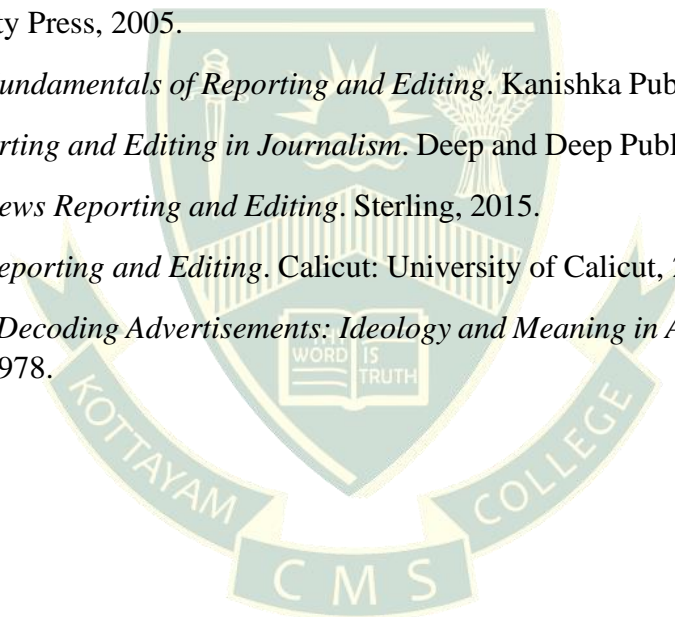 ty Press, 2005.
undamentals of Reporting and Editing. Kanishka Pub
rting and Editing in Journalism. Deep and Deep Publ
ews Reporting and Editing. Sterling, 2015.
eporting and Editing. Calicut: University of Calicut, 2
Decoding Advertisements: Ideology and Meaning in A
978.
WORD IS
TRUTH
KOTTAYAM
COLLEGE
C M S